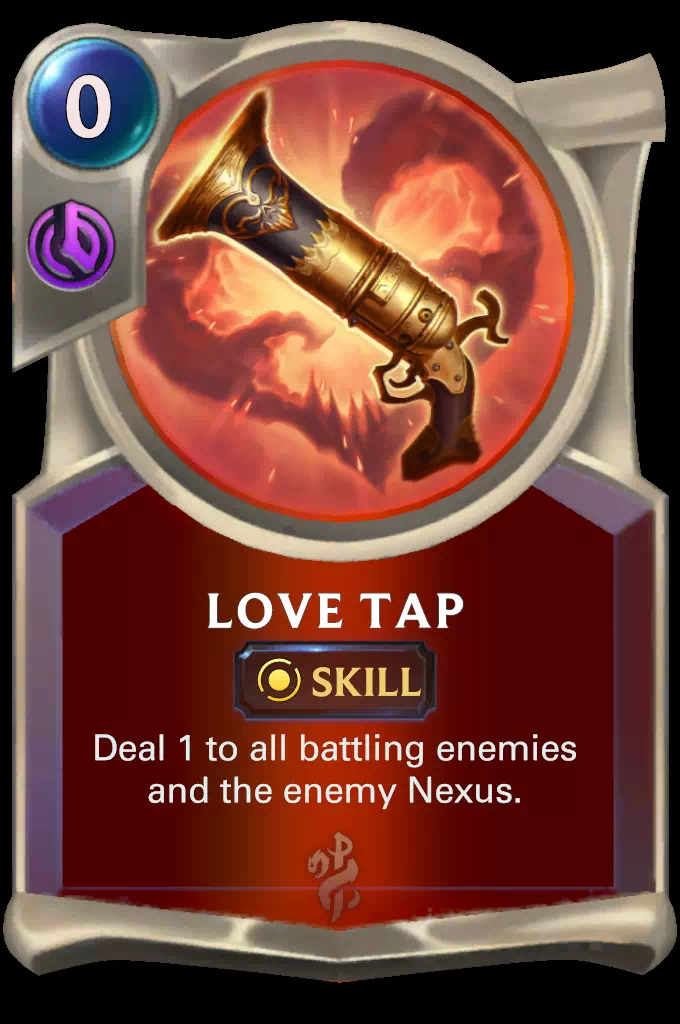 0
LOVE TAP
SKILL
Deal 1 to all battling enemies
and the enemy Nexus.